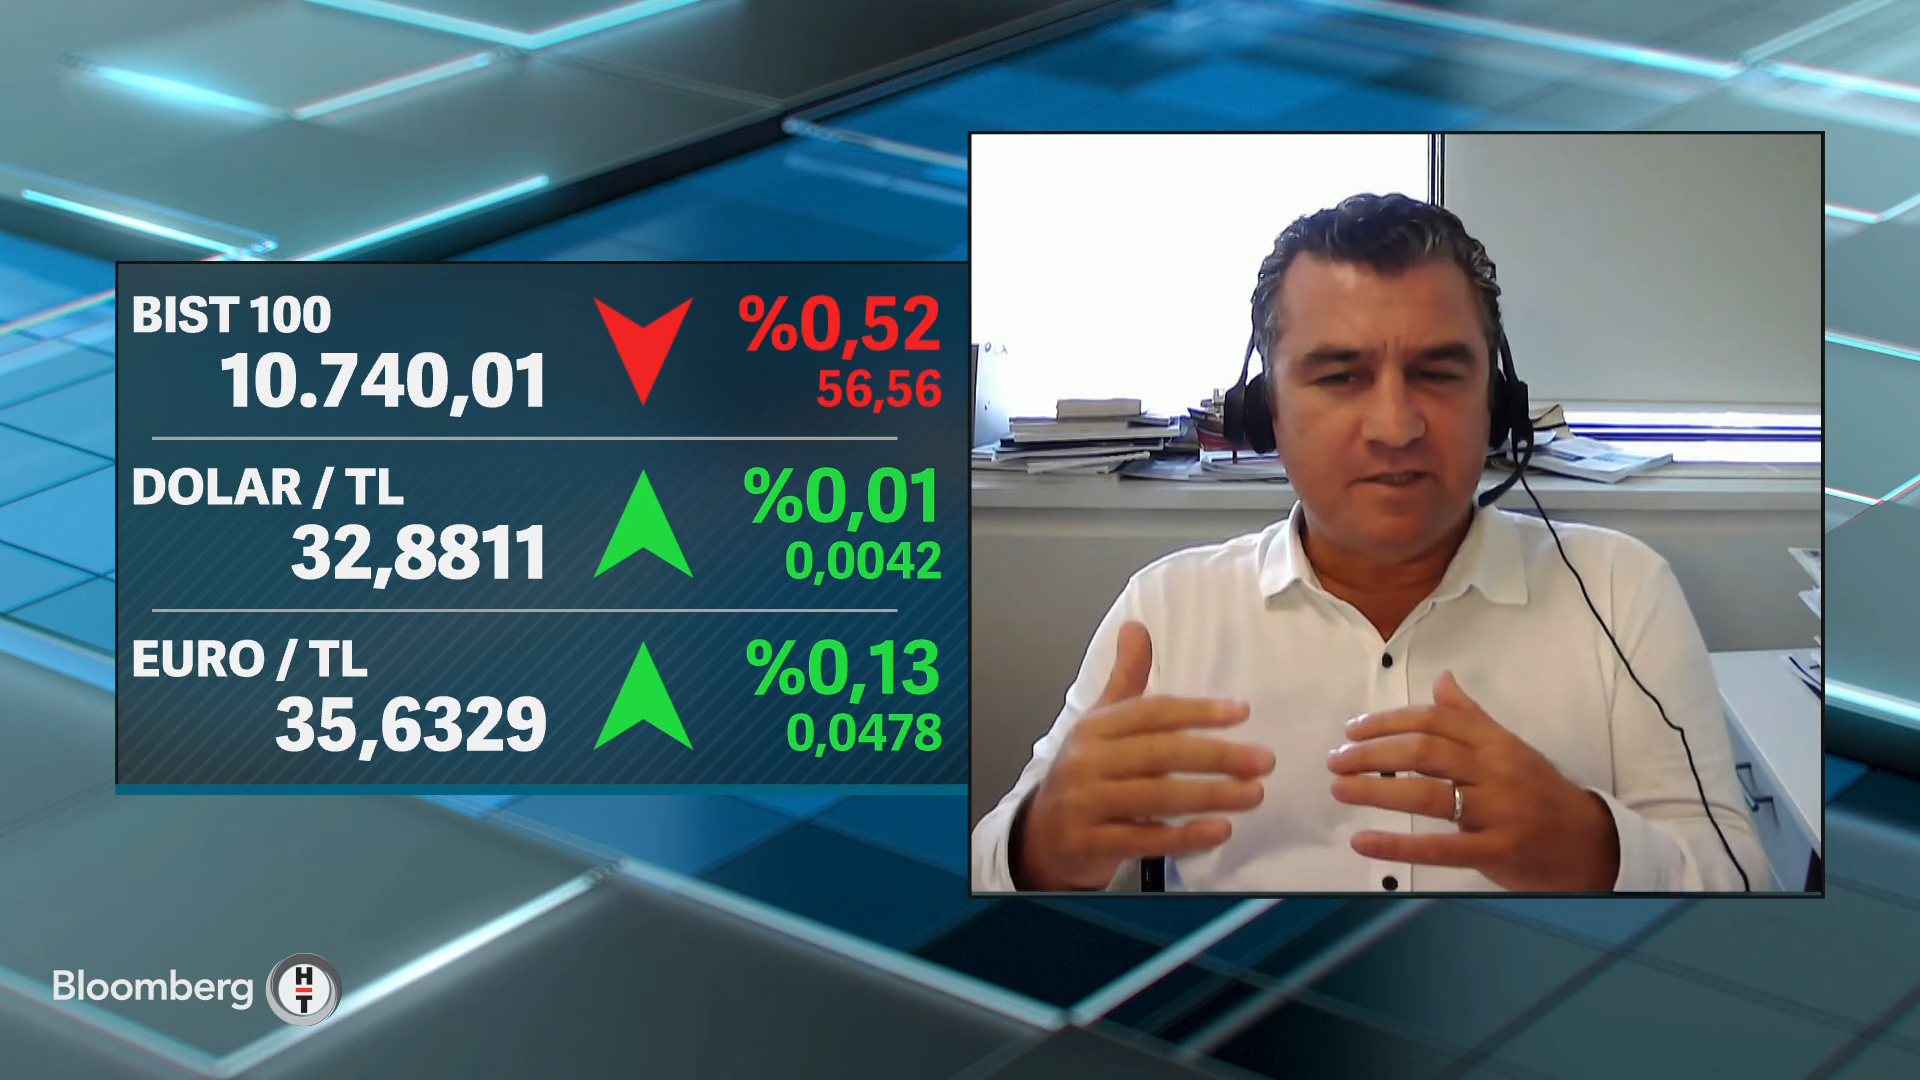 BIST 100
10.740,01
%0,52
56,56
DOLAR / TL
32,8811
%0,01
0,0042
EURO / TL
35,6329
%0,13
0,0478
Bloomberg HT